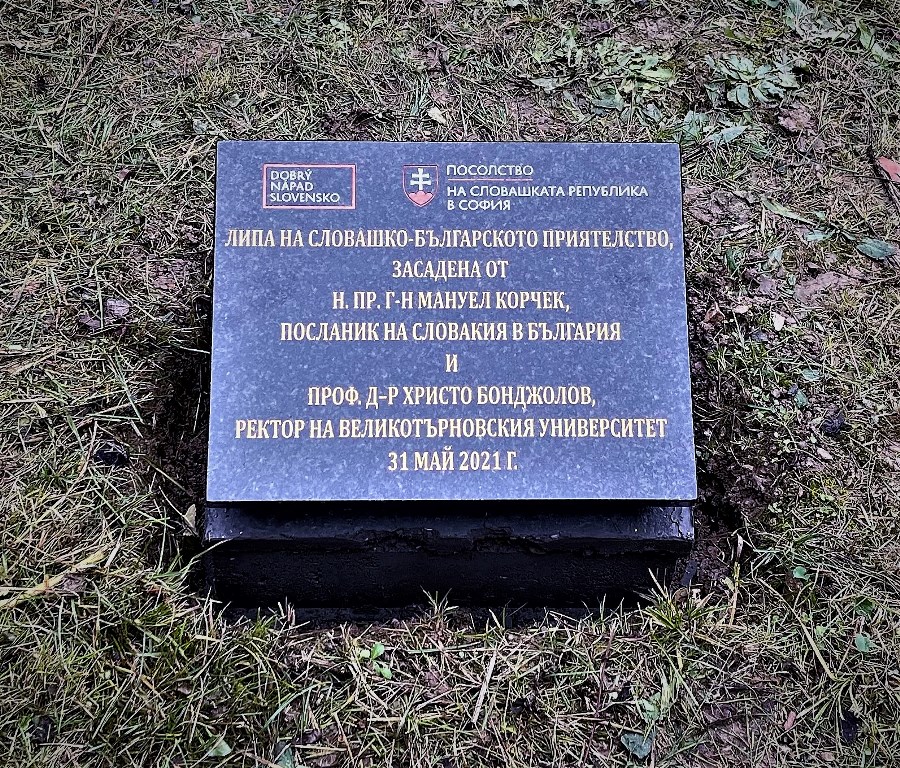 DOBRÝ
NÁPAD
SLOVENSKO
ПОСОЛСТВО
НА СЛОВАШКАТА РЕПУБЛИКА
В СОФИЯ
ЛИПА НА СЛОВАШКО-БЪЛГАРСКОТО ПРИЯТЕЛСТВО,
ЗАСАДЕНА ОТ
Н. ПР. Г-Н МАНУЕЛ КОРЧЕК,
ПОСЛАНИК НА СЛОВАКИЯ В БЪЛГАРИЯ
И
ПРОФ. Д-Р ХРИСТО БОНДЖОЛОВ,
РЕКТОР НА ВЕЛИКОТЪРНОВСКИЯ УНИВЕРСИТЕТ
31 МАЙ 2021 Г.